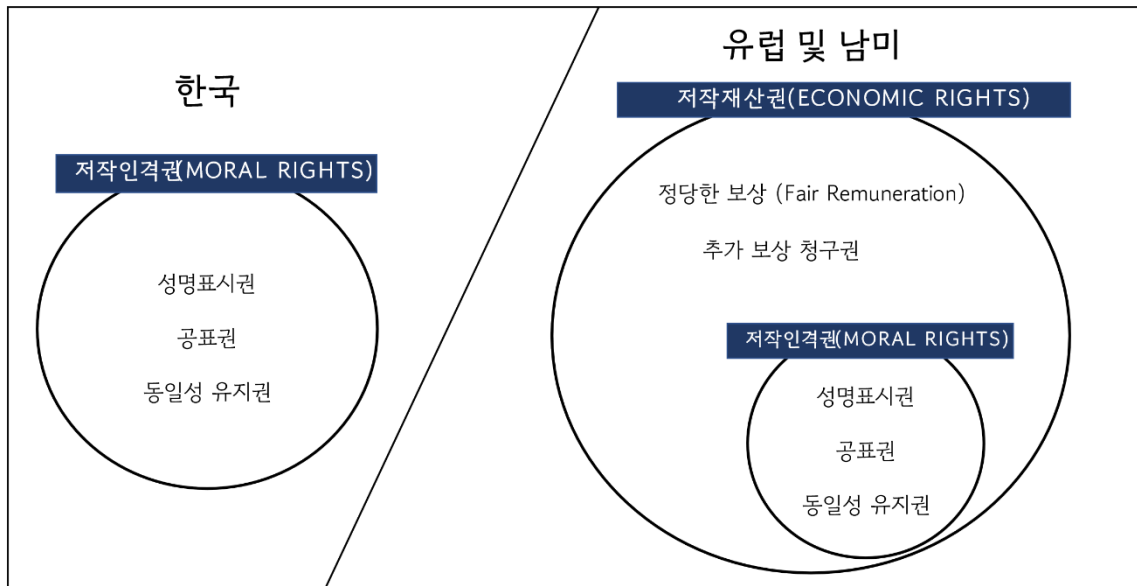 한국
저작인격권(MORAL RIGHTS)
성명표시권
공표권
동일성 유지권
유럽 및 남미
저작재산권(ECONOMIC RIGHTS)
정당한 보상 (Fair Remuneration)
추가 보상 청구권
저작인격권(MORAL RIGHTS)
성명표시권
공표권
동일성 유지권